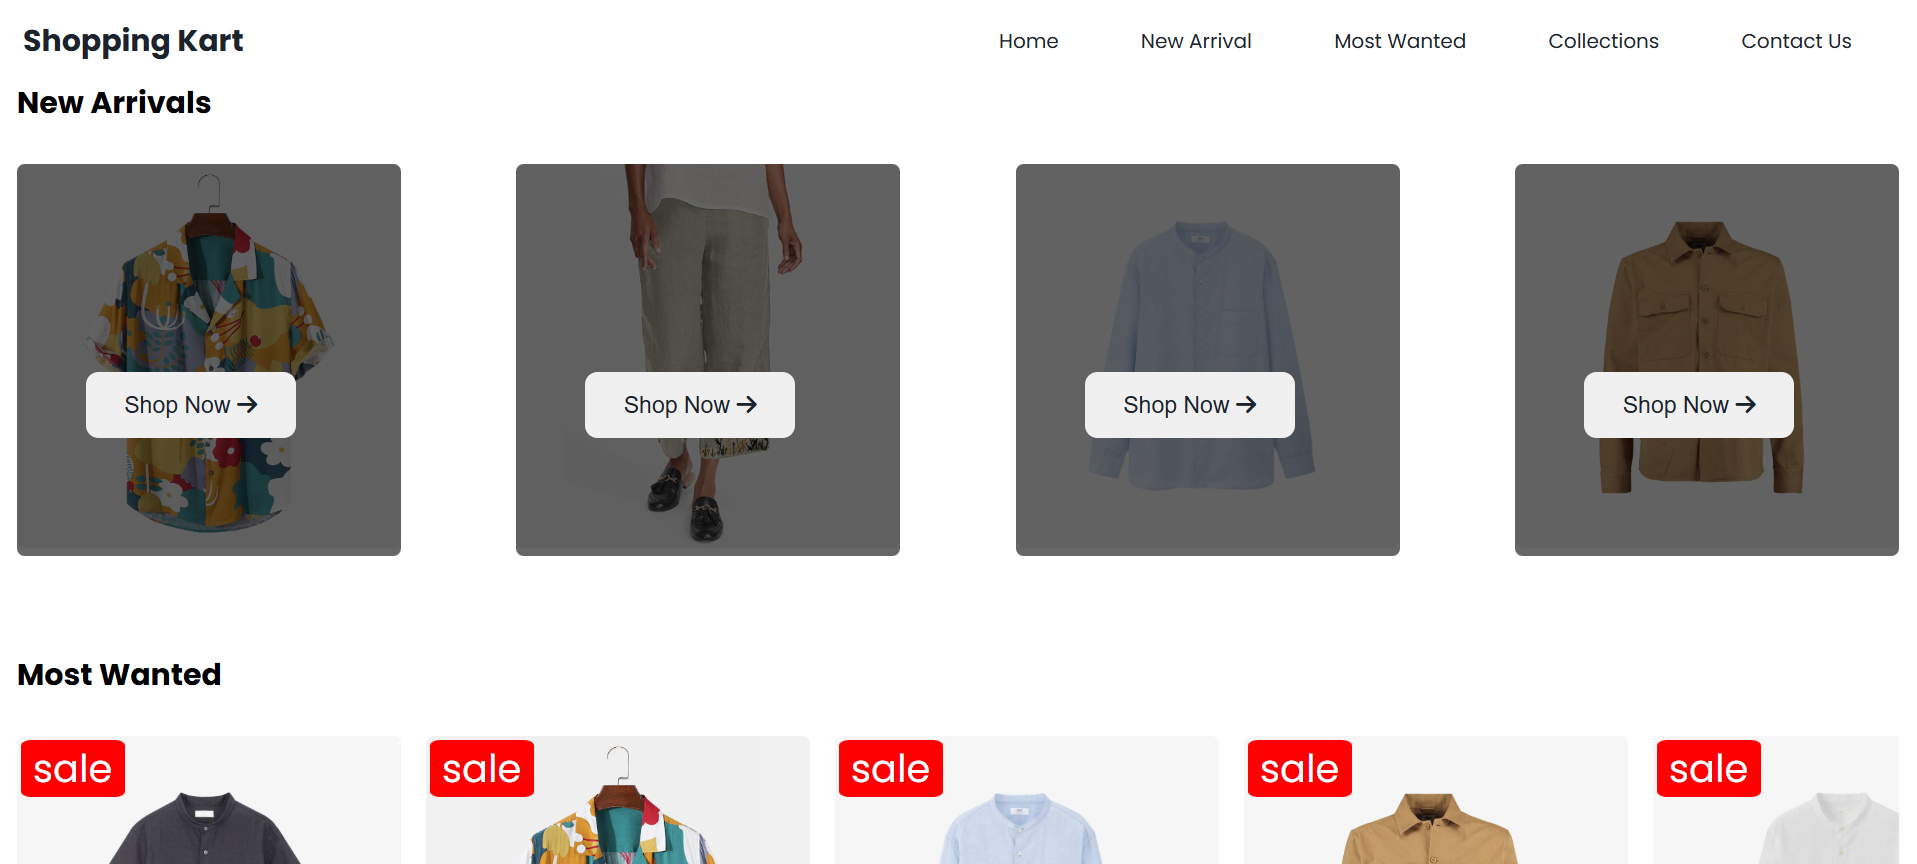 Shopping Kart
Home New Arrival Most Wanted Collections Contact Us
New Arrivals
Shop Now → Shop Now → Shop Now → Shop Now →
Most Wanted
sale sale sale sale sale